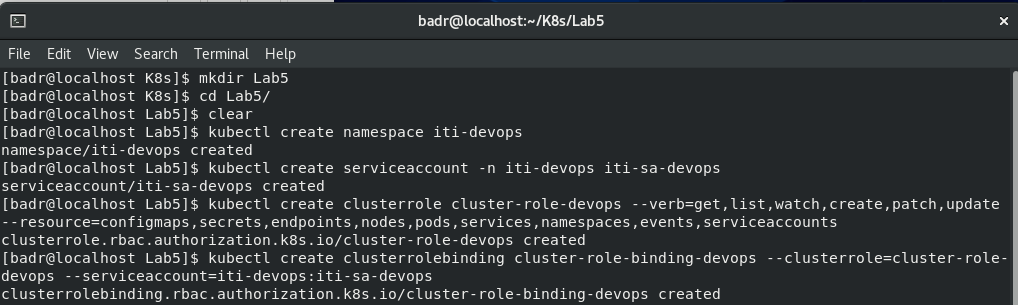 badr@localhost:~/K8s/Lab5
File Edit View Search Terminal Help
[badr@localhost K8s]$ mkdir Lab5
[badr@localhost K8s]$ cd Lab5/
[badr@localhost Lab5]$ clear
[badr@localhost Lab5]$ kubectl create namespace iti-devops
namespace/iti-devops created
[badr@localhost Lab5]$ kubectl create serviceaccount -n iti-devops iti-sa-devops
serviceaccount/iti-sa-devops created
[badr@localhost Lab5]$ kubectl create clusterrole cluster-role-devops --verb=get,list,watch,create,patch,update
--resource=configmaps,secrets,endpoints,nodes,pods,services,namespaces,events,serviceaccounts
clusterrole.rbac.authorization.k8s.io/cluster-role-devops created
[badr@localhost Lab5]$ kubectl create clusterrolebinding cluster-role-binding-devops --clusterrole=cluster-role-
devops --serviceaccount=iti-devops:iti-sa-devops
clusterrolebinding.rbac.authorization.k8s.io/cluster-role-binding-devops created